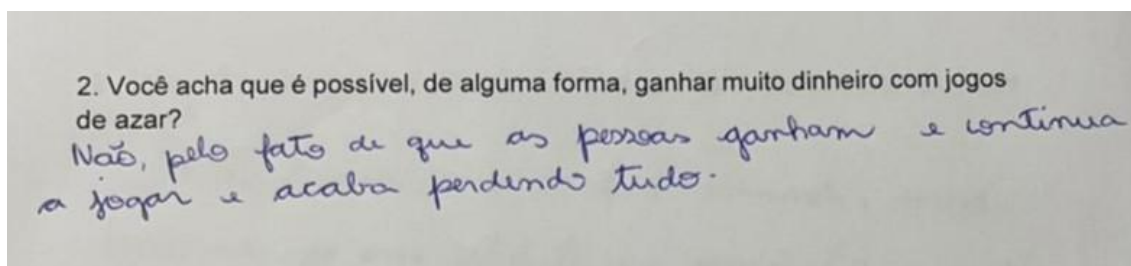 2. Você acha que é possível, de alguma forma, ganhar muito dinheiro com jogos
de azar?
Não, pelo fato de que as pessoas ganham e continua
a jogar e acaba perdendo tudo.